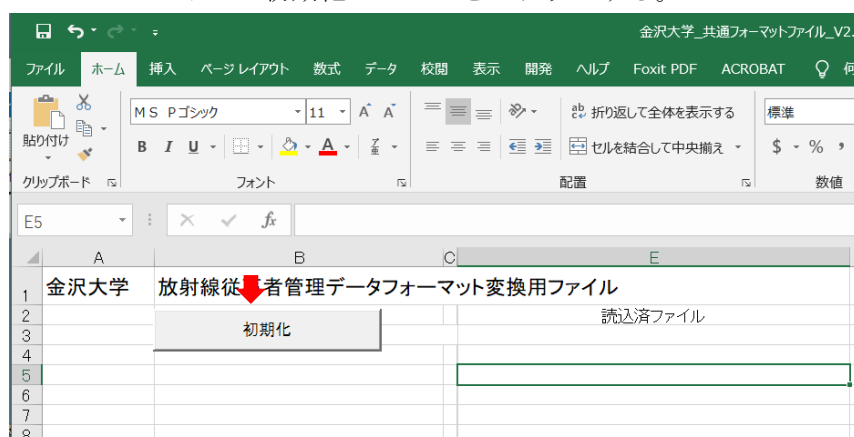 金沢大学_共通フォーマットファイル_V2.
ファイル ホーム 挿入 ページ レイアウト 数式 データ 校閲 表示 開発 ヘルプ Foxit PDF ACROBAT
貼り付け
MS Pゴシック 11 A A
ab 折り返して全体を表示する 標準
B I U A
セルを結合して中央揃え $ % ,
クリップボード フォント 配置 数値
E5 fx
A B C E
1 金沢大学 放射線従 者管理データフォーマット変換用ファイル
2 読込済ファイル
初期化
3
4
5
6
7
8